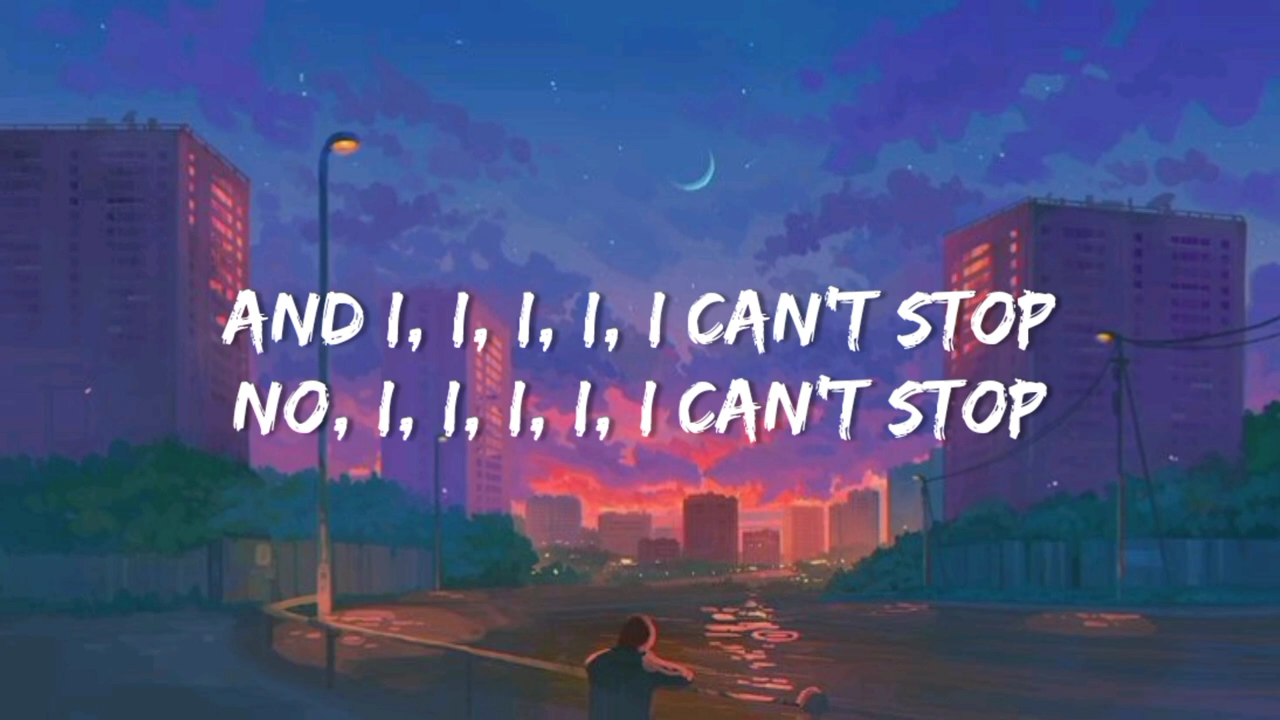 AND I, I, I, I, I CAN'T STOP
NO, I, I, I, I, I CAN'T STOP